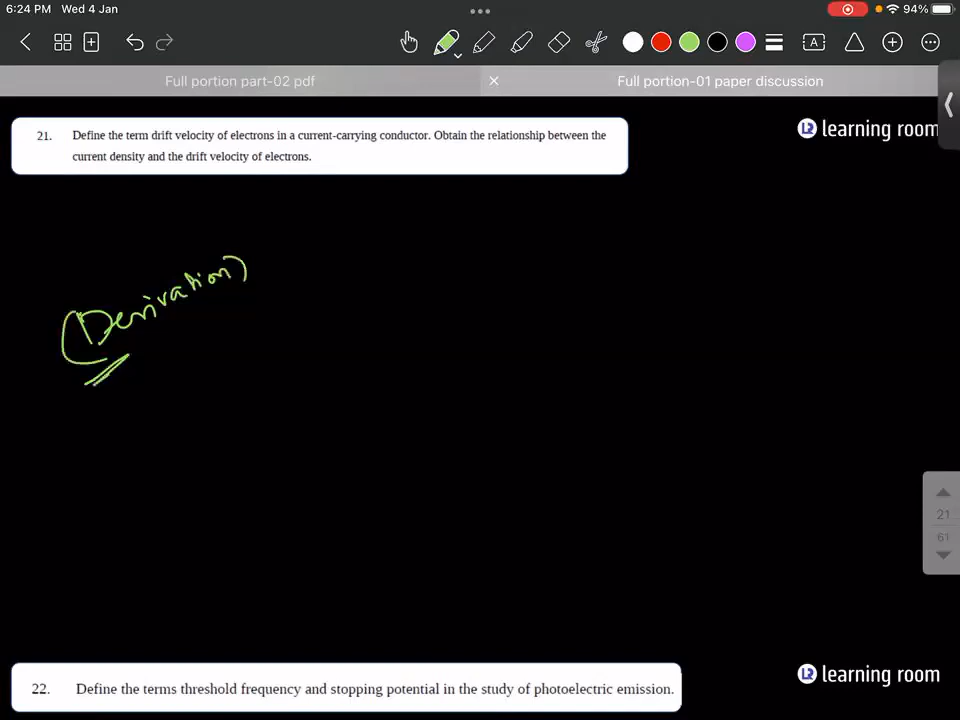 6:24 PM Wed 4 Jan
94%
A
Full portion part-02 pdf
Full portion-01 paper discussion
21. Define the term drift velocity of electrons in a current-carrying conductor. Obtain the relationship between the
current density and the drift velocity of electrons.
learning room
(Derivation)
21
61
22. Define the terms threshold frequency and stopping potential in the study of photoelectric emission.
learning room